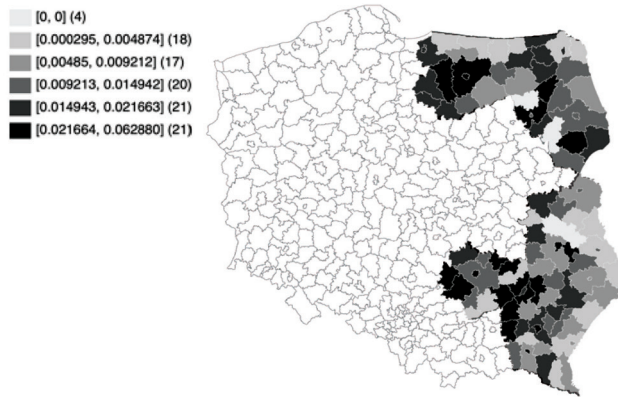 [0, 0] (4)
[0.000295, 0.004874] (18)
[0,00485, 0.009212] (17)
[0.009213, 0.014942] (20)
[0.014943, 0.021663] (21)
[0.021664, 0.062880] (21)